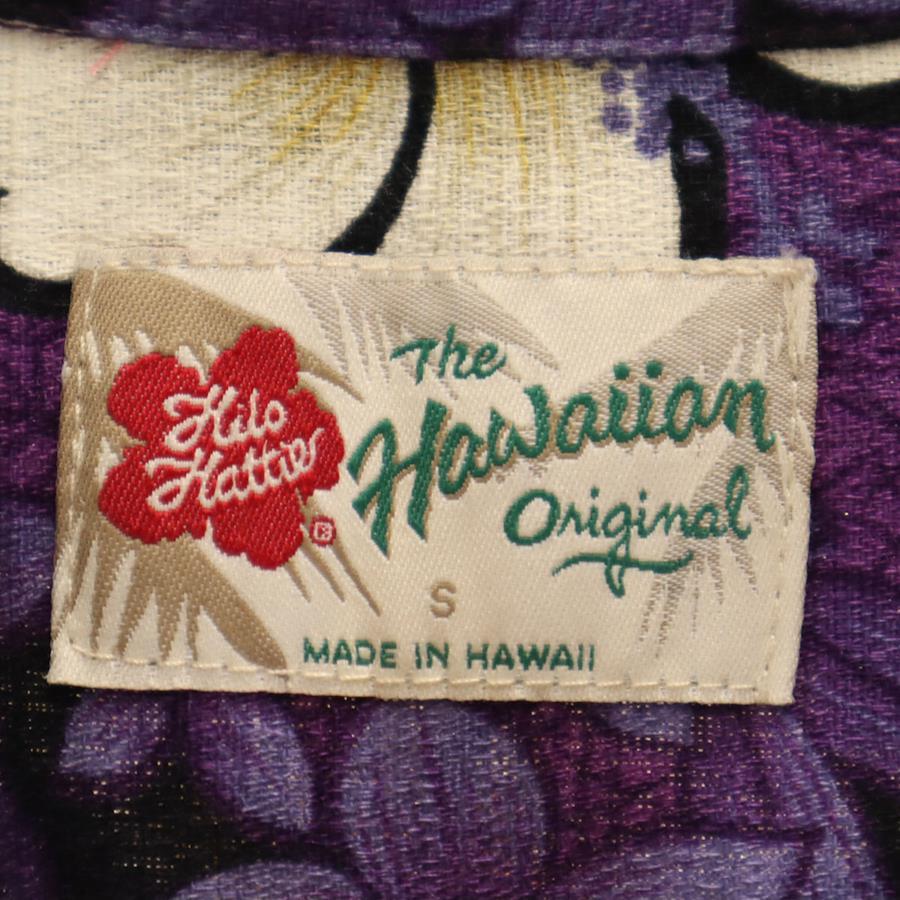 Hilo
Hattie
®
The
Hawaiian
Original
S
MADE IN HAWAII